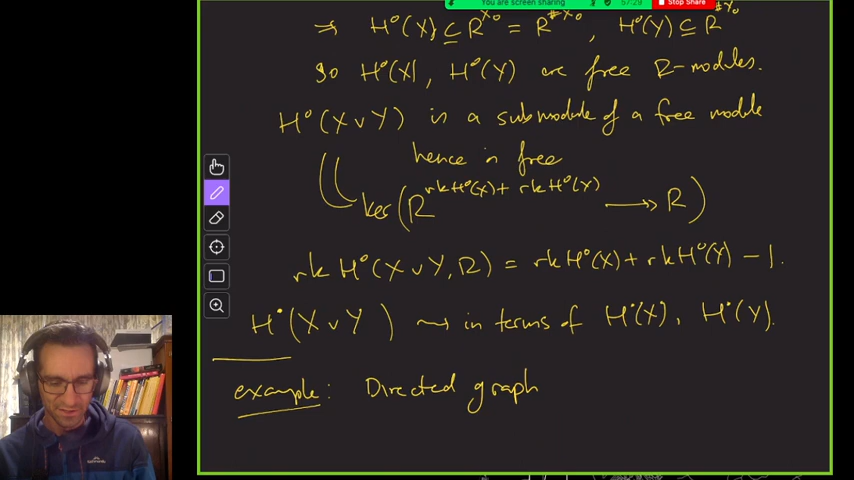 You are screen sharing 57:29 Stop Share
⇒ H⁰(X) ⊆ R^X₀ = R^#X₀, H⁰(Y) ⊆ R^#Y₀
So H⁰(X), H⁰(Y) are free R-modules.
H⁰(X ∨ Y) is a submodule of a free module
hence is free
ker(R^rk H⁰(X) + rk H⁰(Y) ⟶ R)
rk H⁰(X ∨ Y, R) = rk H⁰(X) + rk H⁰(Y) − 1.
H˙(X ∨ Y) ⇝ in terms of H˙(X), H˙(Y).
example: Directed graph